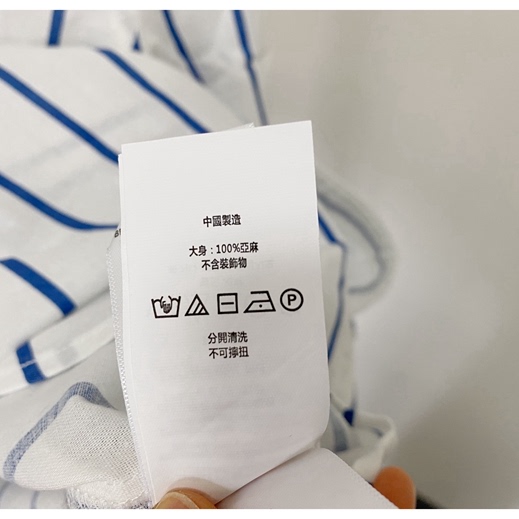 中國製造
大身：100%亞麻
不含裝飾物
P
分開清洗
不可擰扭